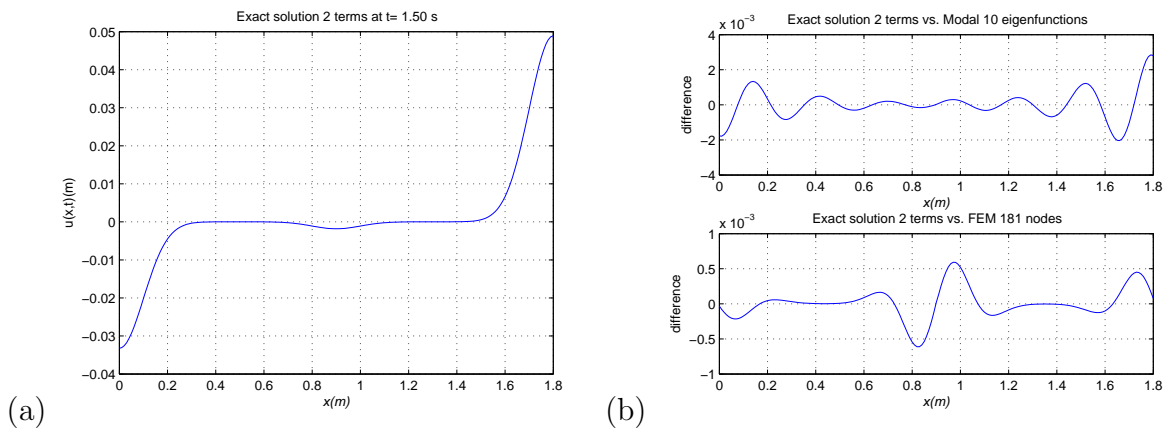 Exact solution 2 terms at t= 1.50 s
0.05
0.04
0.03
0.02
0.01
0
−0.01
−0.02
−0.03
−0.04
u(x,t)(m)
0 0.2 0.4 0.6 0.8 1 1.2 1.4 1.6 1.8
x(m)
(a)
Exact solution 2 terms vs. Modal 10 eigenfunctions
x 10⁻³
4
2
0
−2
−4
difference
0 0.2 0.4 0.6 0.8 1 1.2 1.4 1.6 1.8
x(m)
Exact solution 2 terms vs. FEM 181 nodes
x 10⁻³
1
0.5
0
−0.5
−1
difference
0 0.2 0.4 0.6 0.8 1 1.2 1.4 1.6 1.8
x(m)
(b)